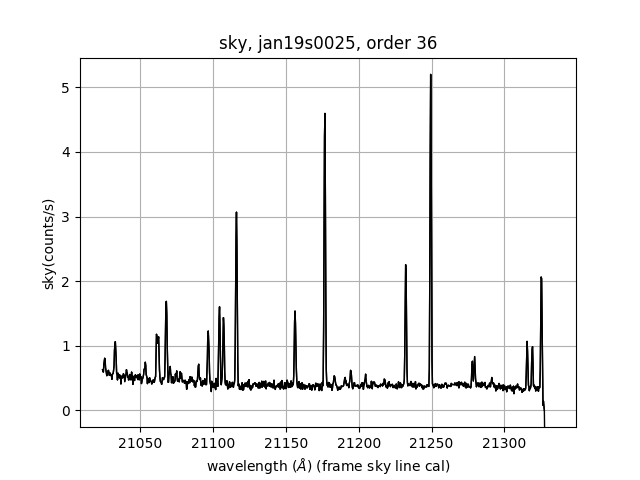 sky, jan19s0025, order 36
sky(counts/s)
5
4
3
2
1
0
21050 21100 21150 21200 21250 21300
wavelength (Å) (frame sky line cal)